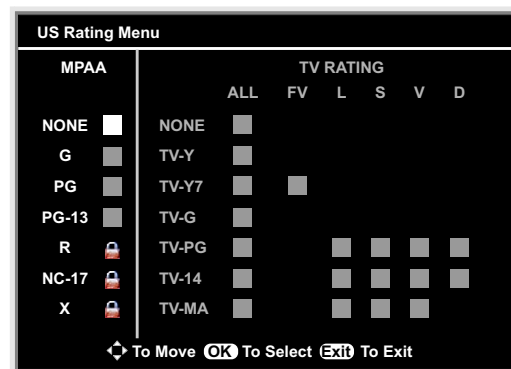 US Rating Menu
MPAA TV RATING
ALL FV L S V D
NONE NONE
G TV-Y
PG TV-Y7
PG-13 TV-G
R TV-PG
NC-17 TV-14
X TV-MA
To Move OK To Select Exit To Exit